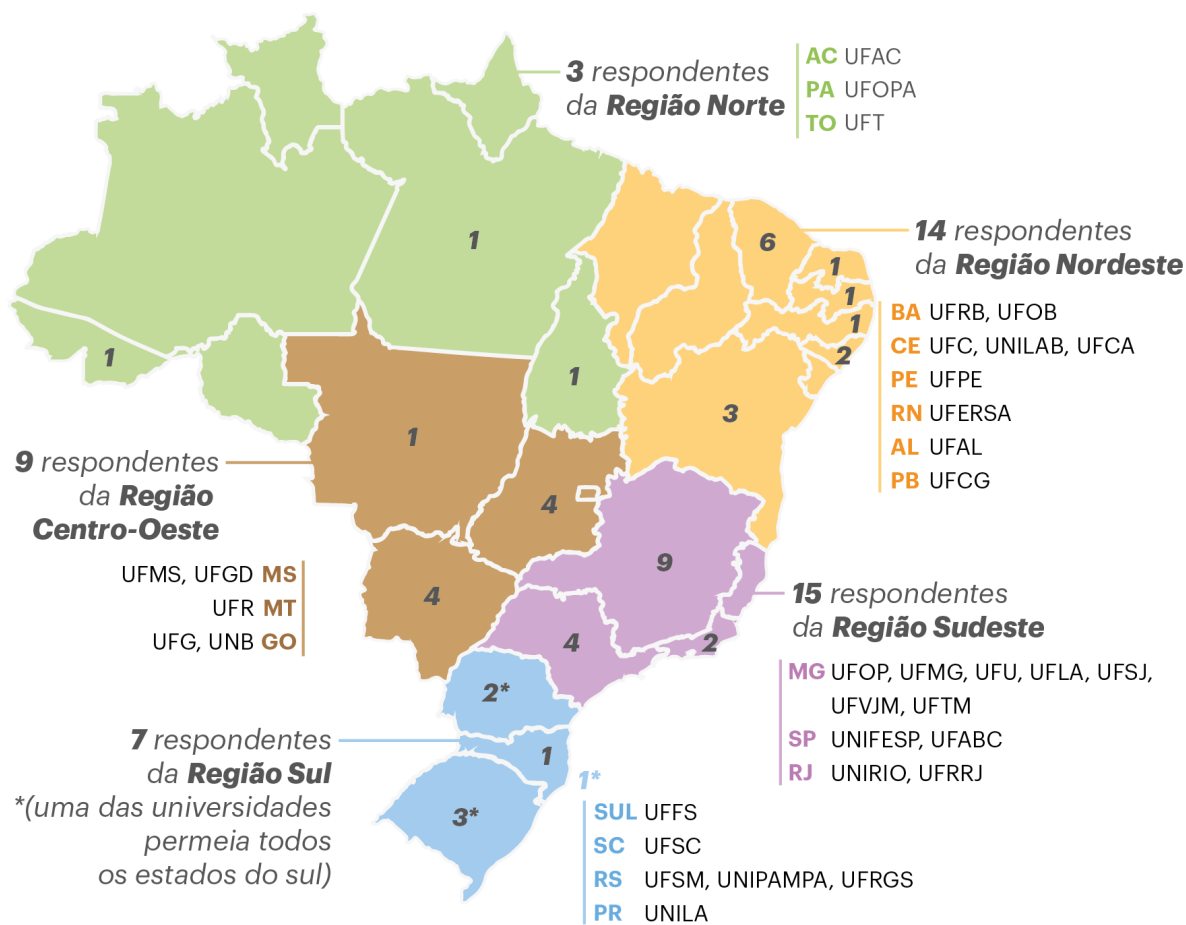 3 respondentes
da Região Norte
AC UFAC
PA UFOPA
TO UFT
1
1
1
14 respondentes
da Região Nordeste
6
1
1
1
2
3
BA UFRB, UFOB
CE UFC, UNILAB, UFCA
PE UFPE
RN UFERSA
AL UFAL
PB UFCG
9 respondentes
da Região
Centro-Oeste
1
4
4
UFMS, UFGD MS
UFR MT
UFG, UNB GO
9
4
2
15 respondentes
da Região Sudeste
MG UFOP, UFMG, UFU, UFLA, UFSJ,
UFVJM, UFTM
SP UNIFESP, UFABC
RJ UNIRIO, UFRRJ
2*
1
3*
7 respondentes
da Região Sul
*(uma das universidades
permeia todos
os estados do sul)
1*
SUL UFFS
SC UFSC
RS UFSM, UNIPAMPA, UFRGS
PR UNILA